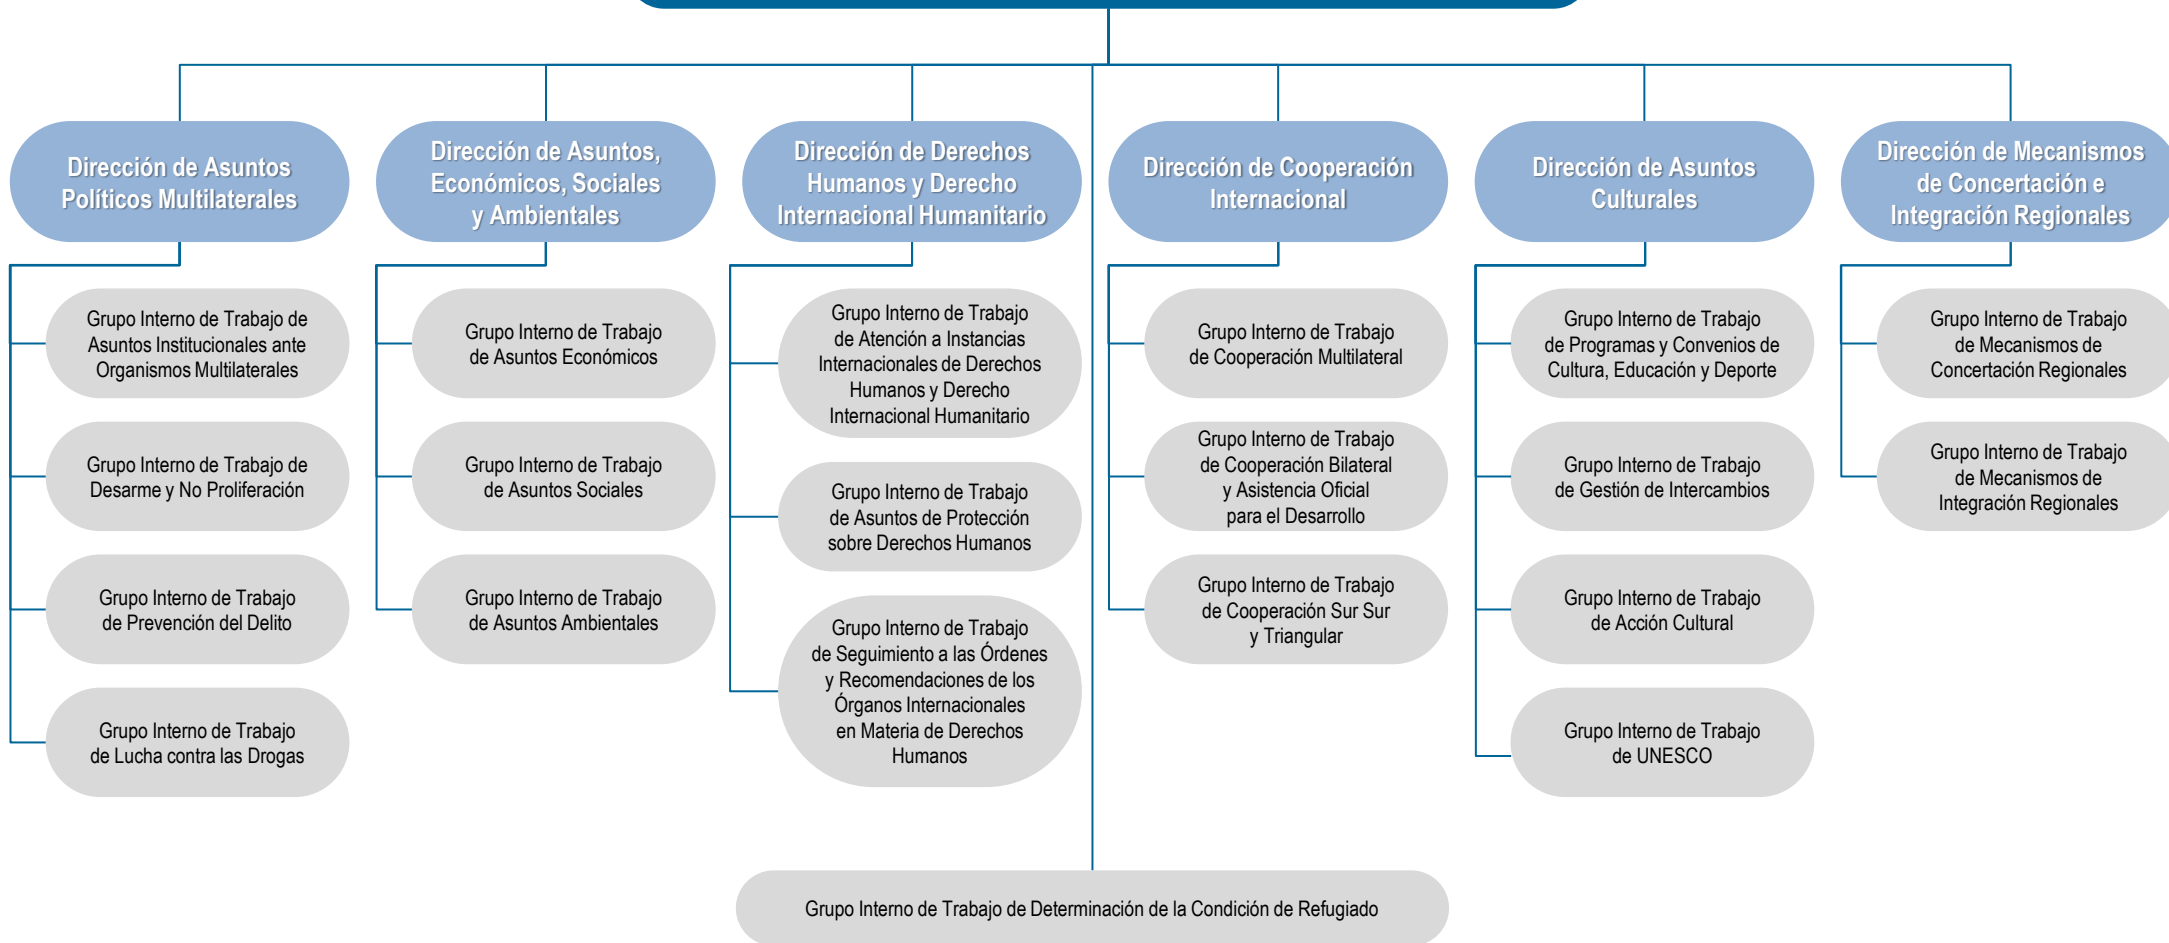 Dirección de Asuntos
Políticos Multilaterales
Dirección de Asuntos,
Económicos, Sociales
y Ambientales
Dirección de Derechos
Humanos y Derecho
Internacional Humanitario
Dirección de Cooperación
Internacional
Dirección de Asuntos
Culturales
Dirección de Mecanismos
de Concertación e
Integración Regionales
Grupo Interno de Trabajo de
Asuntos Institucionales ante
Organismos Multilaterales
Grupo Interno de Trabajo de
Desarme y No Proliferación
Grupo Interno de Trabajo
de Prevención del Delito
Grupo Interno de Trabajo
de Lucha contra las Drogas
Grupo Interno de Trabajo
de Asuntos Económicos
Grupo Interno de Trabajo
de Asuntos Sociales
Grupo Interno de Trabajo
de Asuntos Ambientales
Grupo Interno de Trabajo
de Atención a Instancias
Internacionales de Derechos
Humanos y Derecho
Internacional Humanitario
Grupo Interno de Trabajo
de Asuntos de Protección
sobre Derechos Humanos
Grupo Interno de Trabajo
de Seguimiento a las Órdenes
y Recomendaciones de los
Órganos Internacionales
en Materia de Derechos
Humanos
Grupo Interno de Trabajo
de Cooperación Multilateral
Grupo Interno de Trabajo
de Cooperación Bilateral
y Asistencia Oficial
para el Desarrollo
Grupo Interno de Trabajo
de Cooperación Sur Sur
y Triangular
Grupo Interno de Trabajo
de Programas y Convenios de
Cultura, Educación y Deporte
Grupo Interno de Trabajo
de Gestión de Intercambios
Grupo Interno de Trabajo
de Acción Cultural
Grupo Interno de Trabajo
de UNESCO
Grupo Interno de Trabajo
de Mecanismos de
Concertación Regionales
Grupo Interno de Trabajo
de Mecanismos de
Integración Regionales
Grupo Interno de Trabajo de Determinación de la Condición de Refugiado